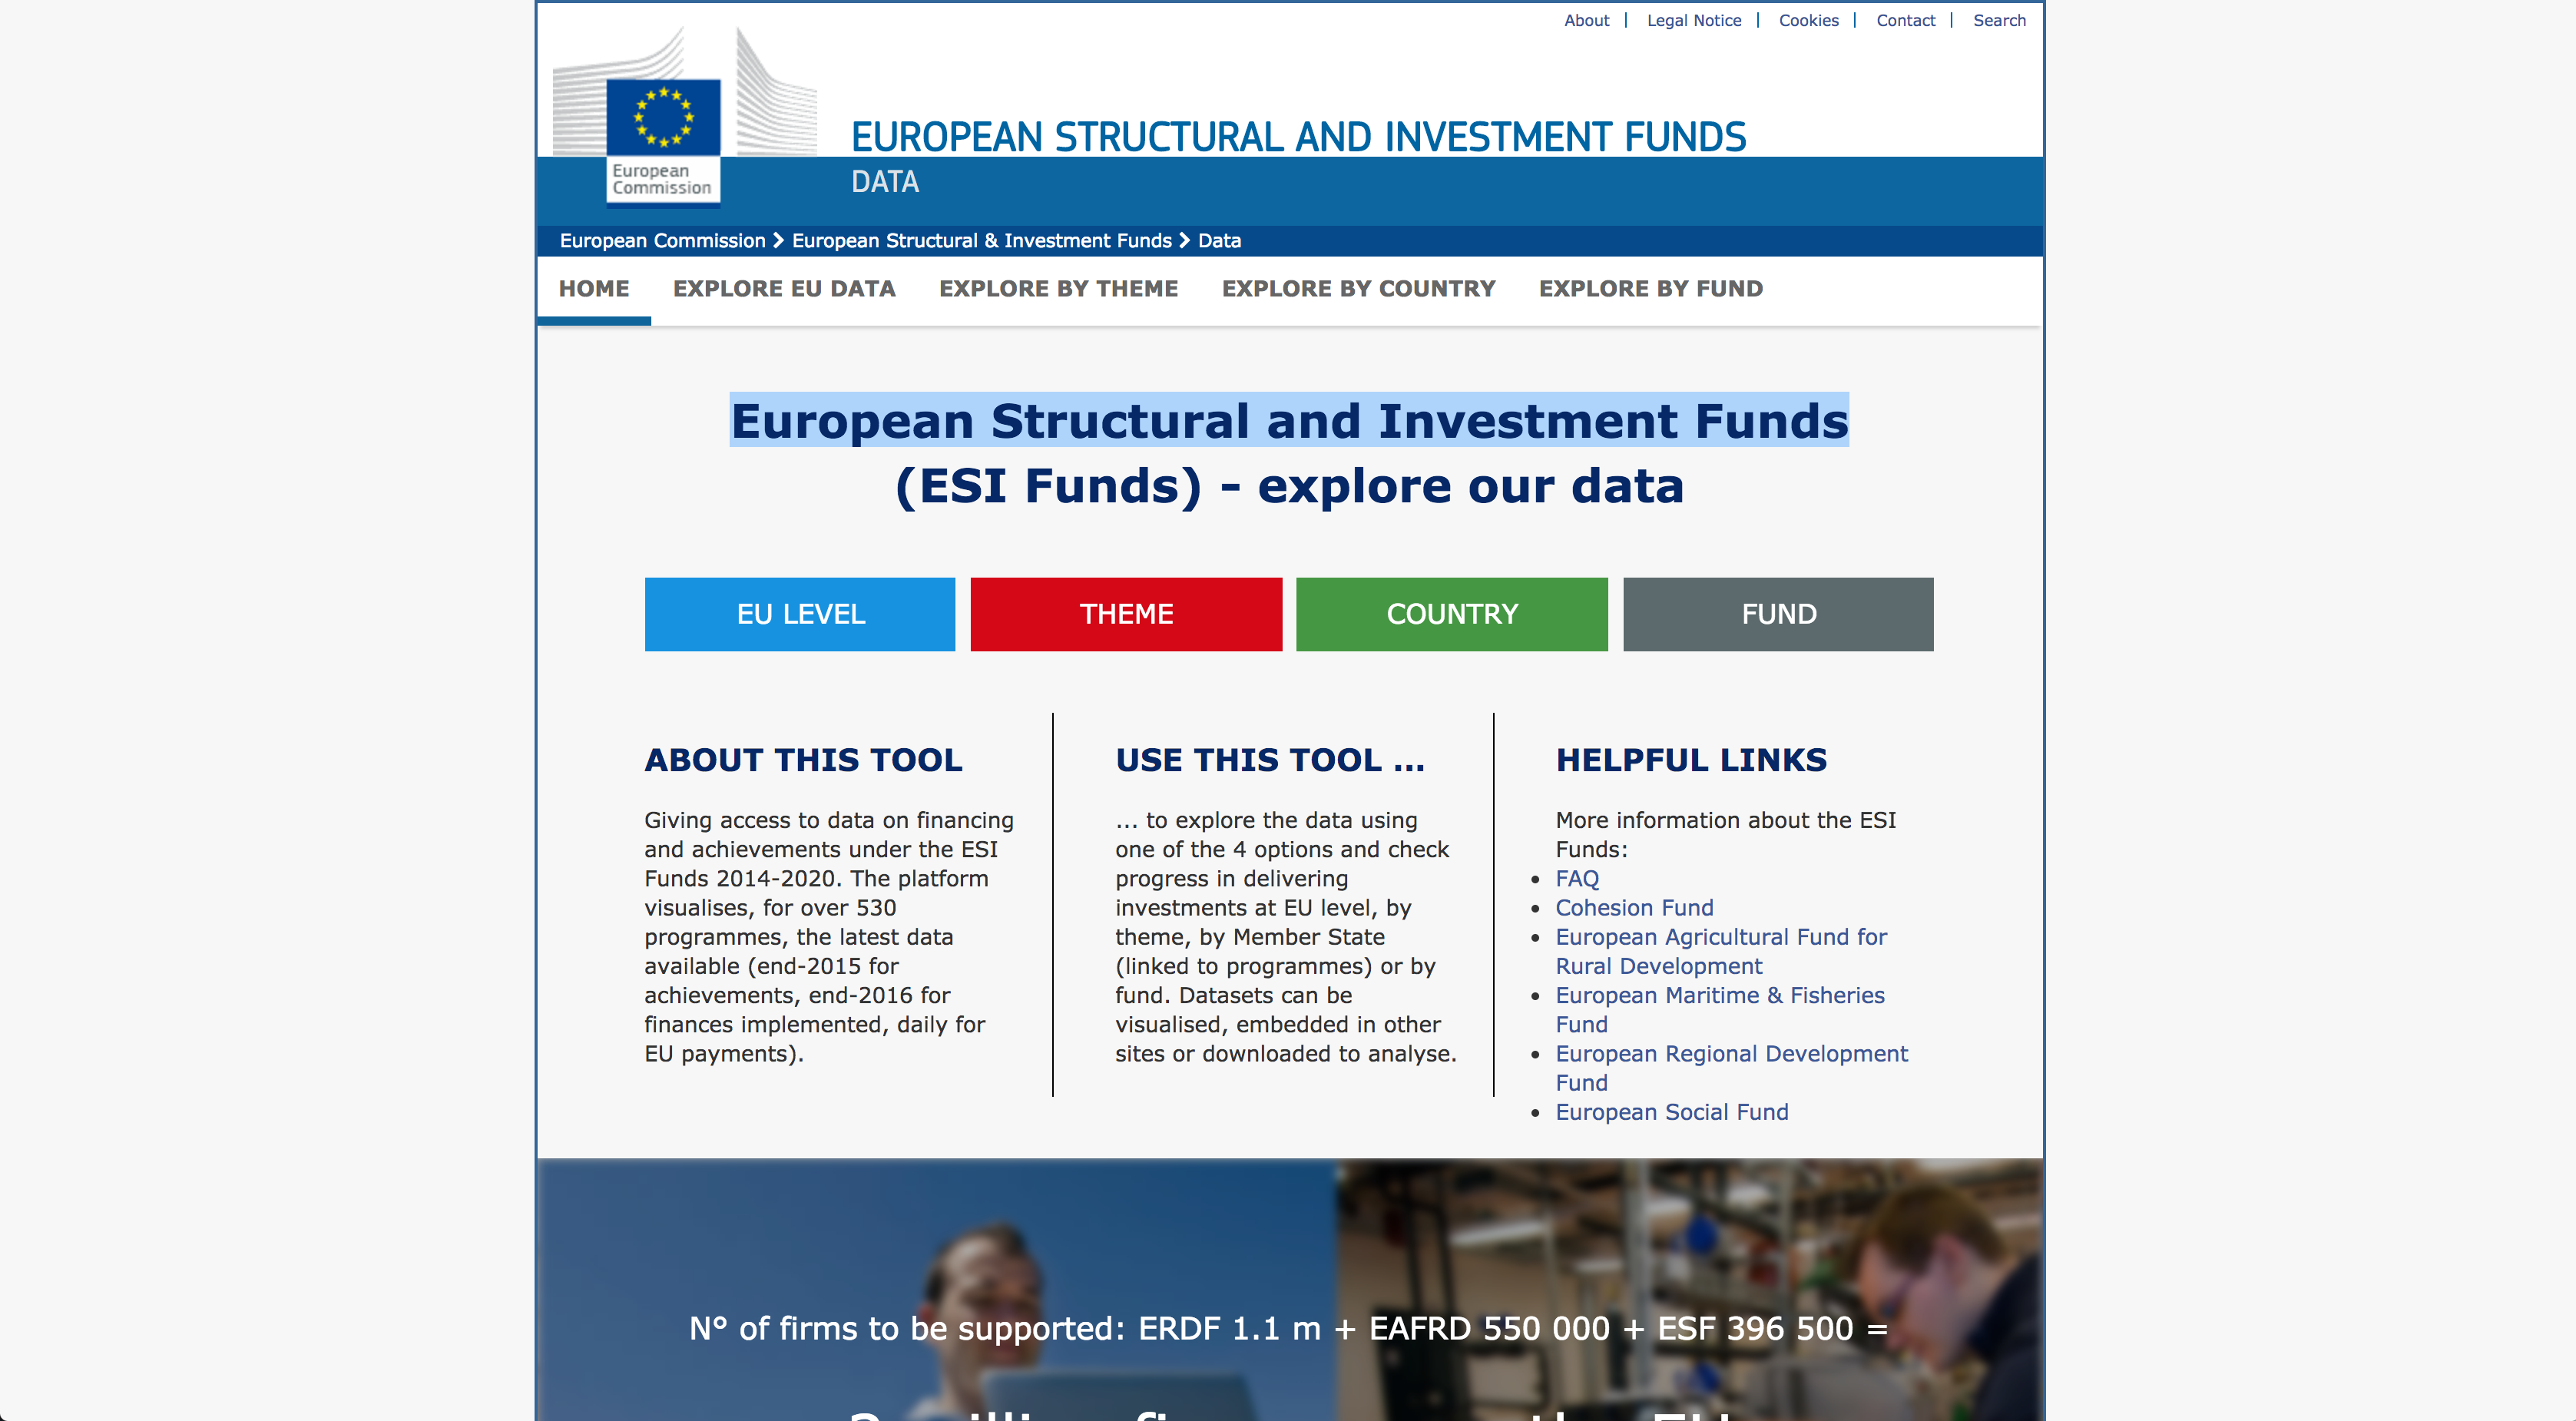 About | Legal Notice | Cookies | Contact | Search
European
Commission
EUROPEAN STRUCTURAL AND INVESTMENT FUNDS
DATA
European Commission > European Structural & Investment Funds > Data
HOME EXPLORE EU DATA EXPLORE BY THEME EXPLORE BY COUNTRY EXPLORE BY FUND
European Structural and Investment Funds
(ESI Funds) - explore our data
EU LEVEL THEME COUNTRY FUND
ABOUT THIS TOOL
Giving access to data on financing
and achievements under the ESI
Funds 2014-2020. The platform
visualises, for over 530
programmes, the latest data
available (end-2015 for
achievements, end-2016 for
finances implemented, daily for
EU payments).
USE THIS TOOL ...
... to explore the data using
one of the 4 options and check
progress in delivering
investments at EU level, by
theme, by Member State
(linked to programmes) or by
fund. Datasets can be
visualised, embedded in other
sites or downloaded to analyse.
HELPFUL LINKS
More information about the ESI
Funds:
• FAQ
• Cohesion Fund
• European Agricultural Fund for
Rural Development
• European Maritime & Fisheries
Fund
• European Regional Development
Fund
• European Social Fund
N° of firms to be supported: ERDF 1.1 m + EAFRD 550 000 + ESF 396 500 =